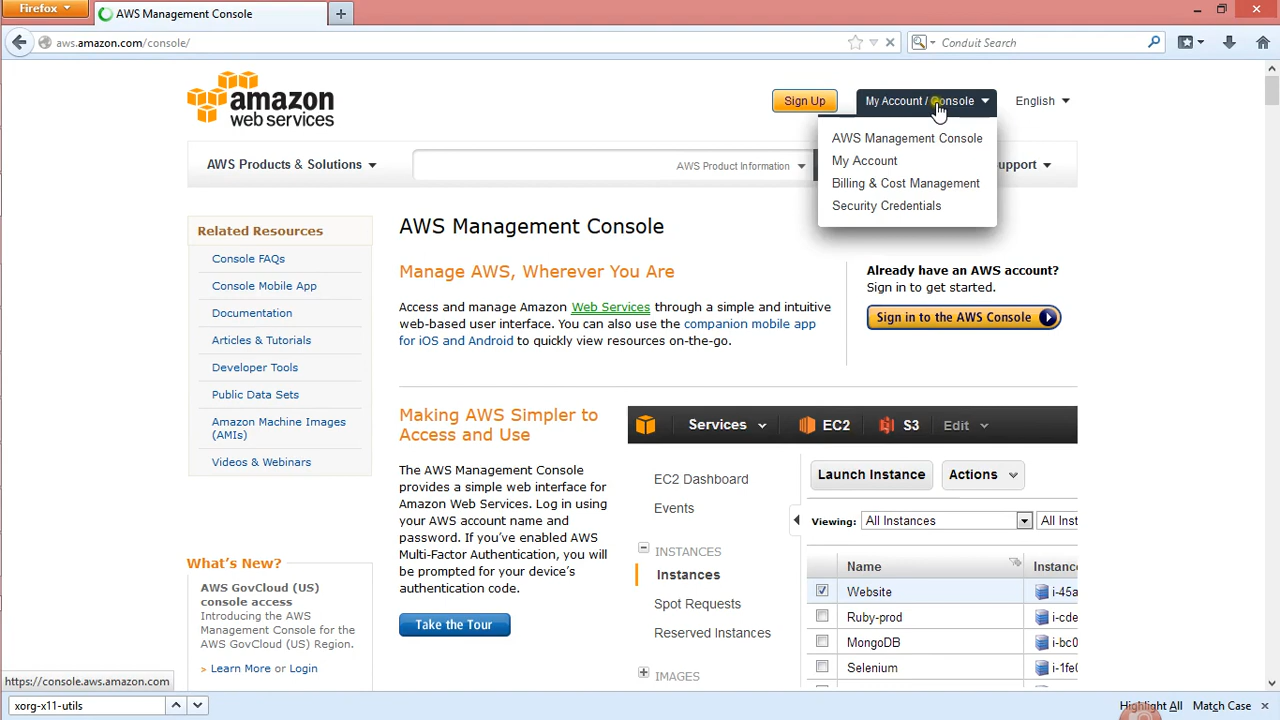 Firefox
AWS Management Console
aws.amazon.com/console/
Conduit Search
amazon
web services
Sign Up
My Account / Console
English
AWS Management Console
My Account
Billing & Cost Management
Security Credentials
AWS Products & Solutions
AWS Product Information
upport
Related Resources
Console FAQs
Console Mobile App
Documentation
Articles & Tutorials
Developer Tools
Public Data Sets
Amazon Machine Images
(AMIs)
Videos & Webinars
What's New?
AWS GovCloud (US)
console access
Introducing the AWS
Management Console for the
AWS GovCloud (US) Region.
> Learn More or Login
AWS Management Console
Manage AWS, Wherever You Are
Access and manage Amazon Web Services through a simple and intuitive
web-based user interface. You can also use the companion mobile app
for iOS and Android to quickly view resources on-the-go.
Already have an AWS account?
Sign in to get started.
Sign in to the AWS Console
Making AWS Simpler to
Access and Use
The AWS Management Console
provides a simple web interface for
Amazon Web Services. Log in using
your AWS account name and
password. If you've enabled AWS
Multi-Factor Authentication, you will
be prompted for your device's
authentication code.
Take the Tour
Services
EC2
S3
Edit
EC2 Dashboard
Events
INSTANCES
Instances
Spot Requests
Reserved Instances
IMAGES
Launch Instance
Actions
Viewing: All Instances All Inst
Name Instanc
Website i-45a
Ruby-prod i-cde
MongoDB i-bc0
Selenium i-1fe0
https://console.aws.amazon.com
xorg-x11-utils
Highlight All Match Case